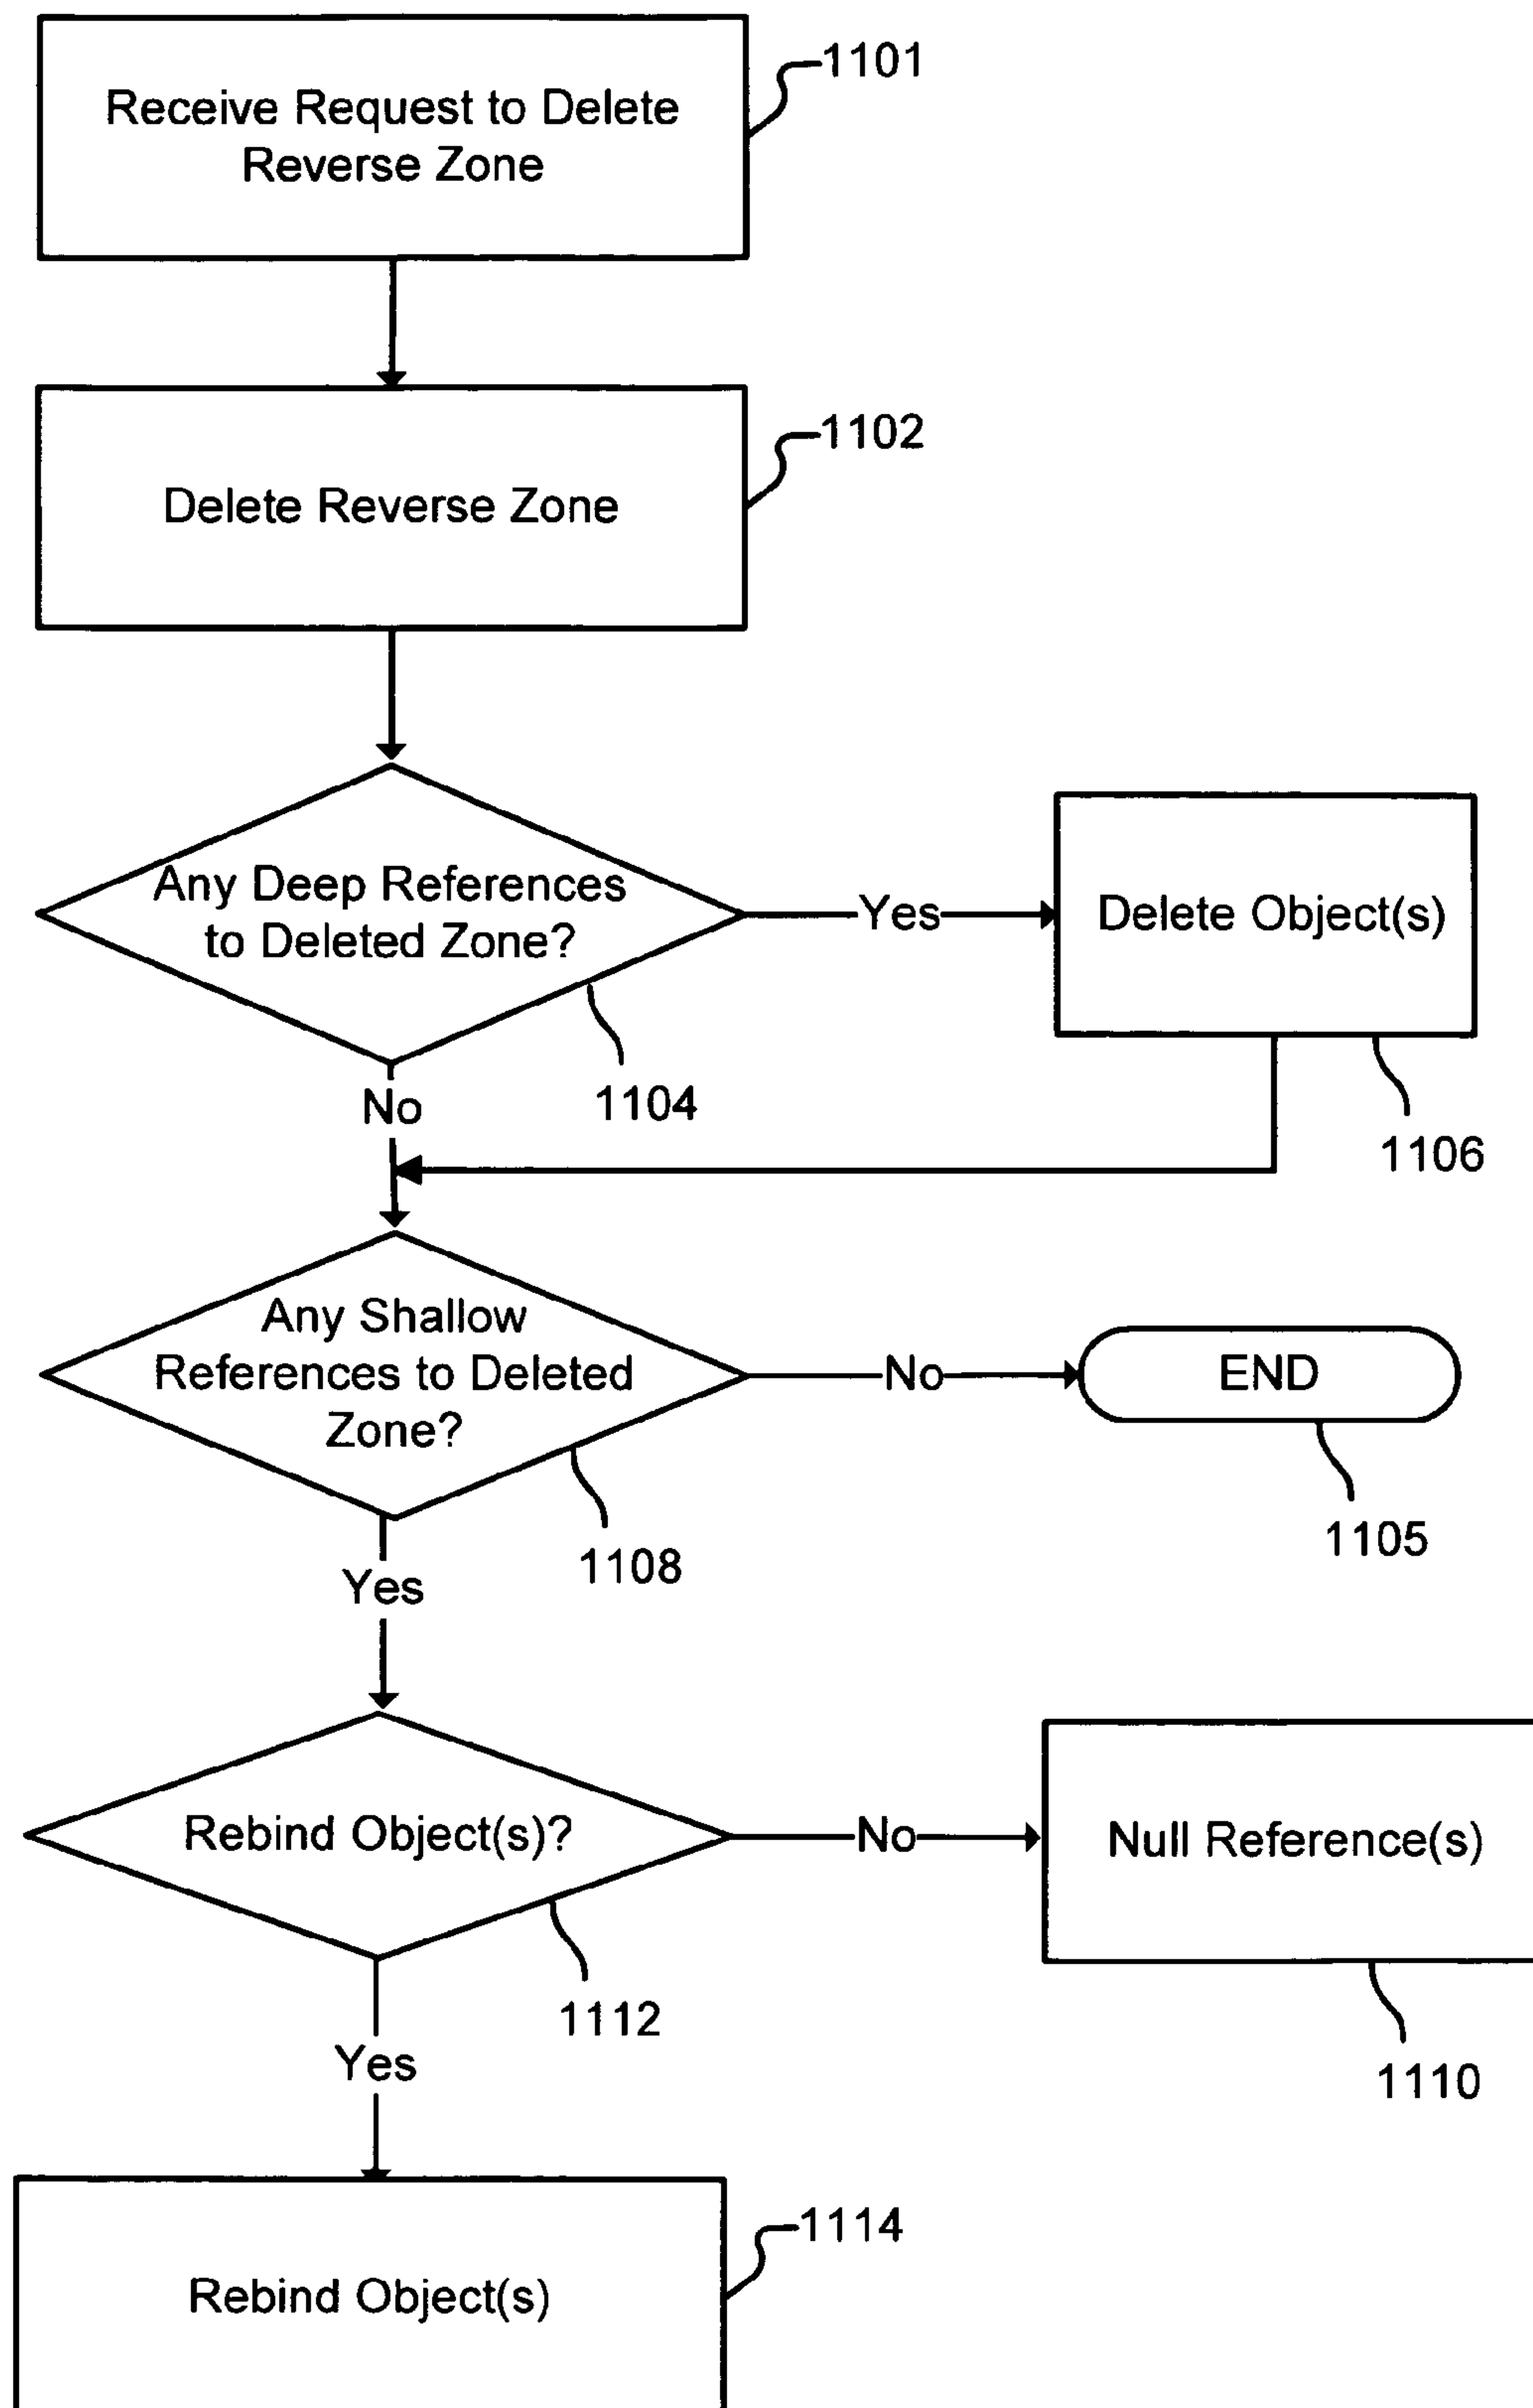 Receive Request to Delete
Reverse Zone
1101
Delete Reverse Zone
1102
Any Deep References
to Deleted Zone?
Yes
Delete Object(s)
No
1104
1106
Any Shallow
References to Deleted
Zone?
No
END
1105
1108
Yes
Rebind Object(s)?
No
Null Reference(s)
1112
1110
Yes
Rebind Object(s)
1114